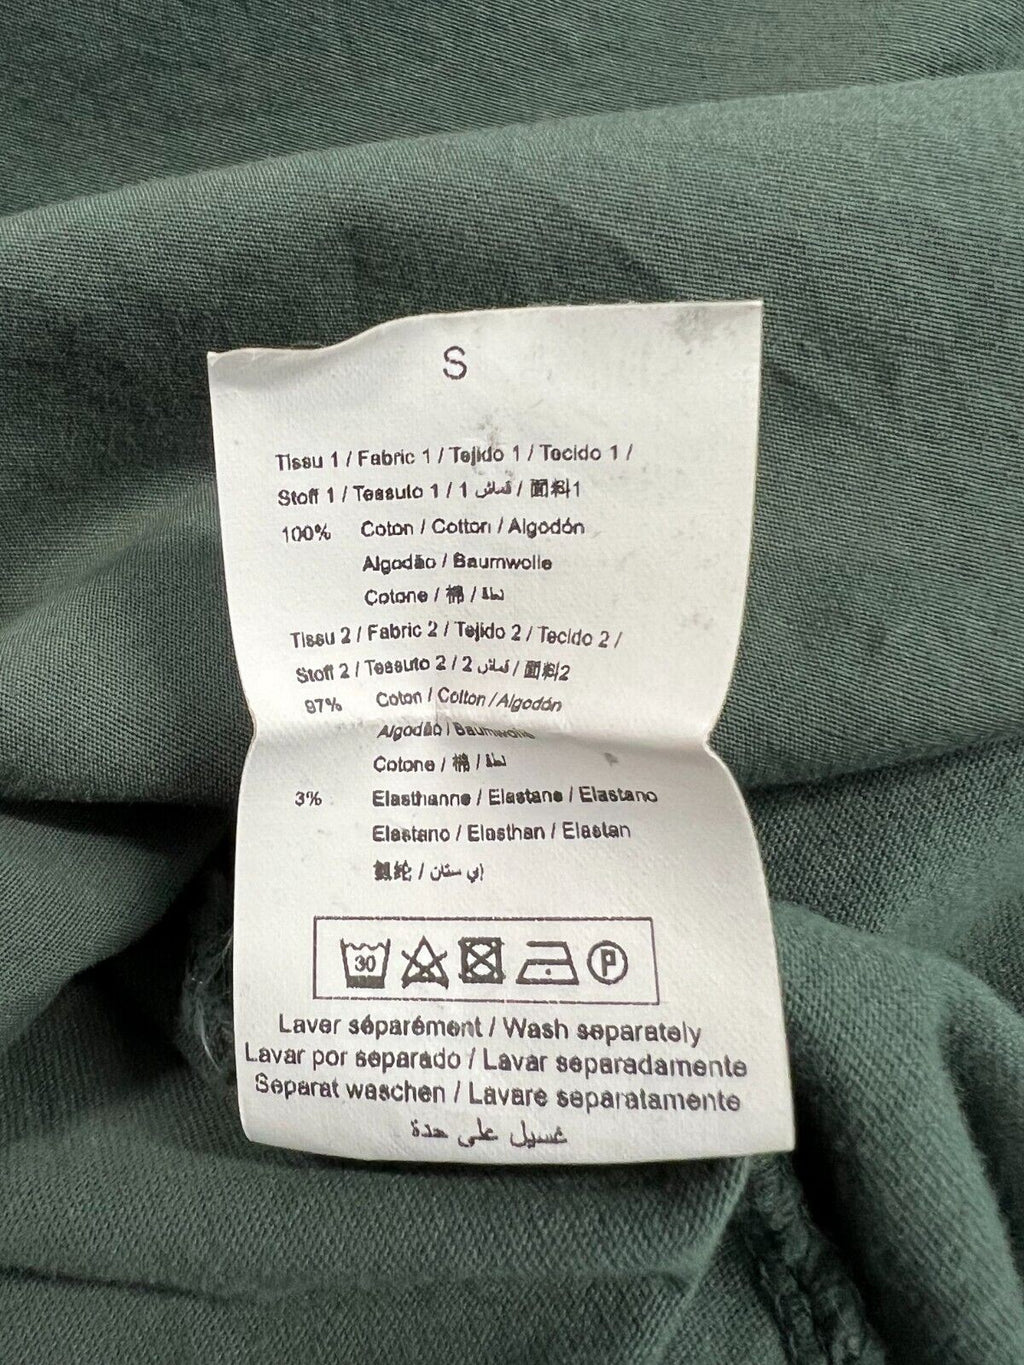 S
Tissu 1 / Fabric 1 / Tejido 1 / Tecido 1 /
Stoff 1 / Tessuto 1 / 1 قماش / 面料1
100% Coton / Cotton / Algodón
Algodão / Baumwolle
Cotone / 棉 /
Tissu 2 / Fabric 2 / Tejido 2 / Tecido 2 /
Stoff 2 / Tessuto 2 / 2 قماش / 面料2
97% Coton / Cotton / Algodón
Algodão / Baumwolle
Cotone / 棉 /
3% Elasthanne / Elastane / Elastano
Elastano / Elasthan / Elastan
氨纶 / إي ستان
30 P
Laver séparément / Wash separately
Lavar por separado / Lavar separadamente
Separat waschen / Lavare separatamente
غسيل على حدة